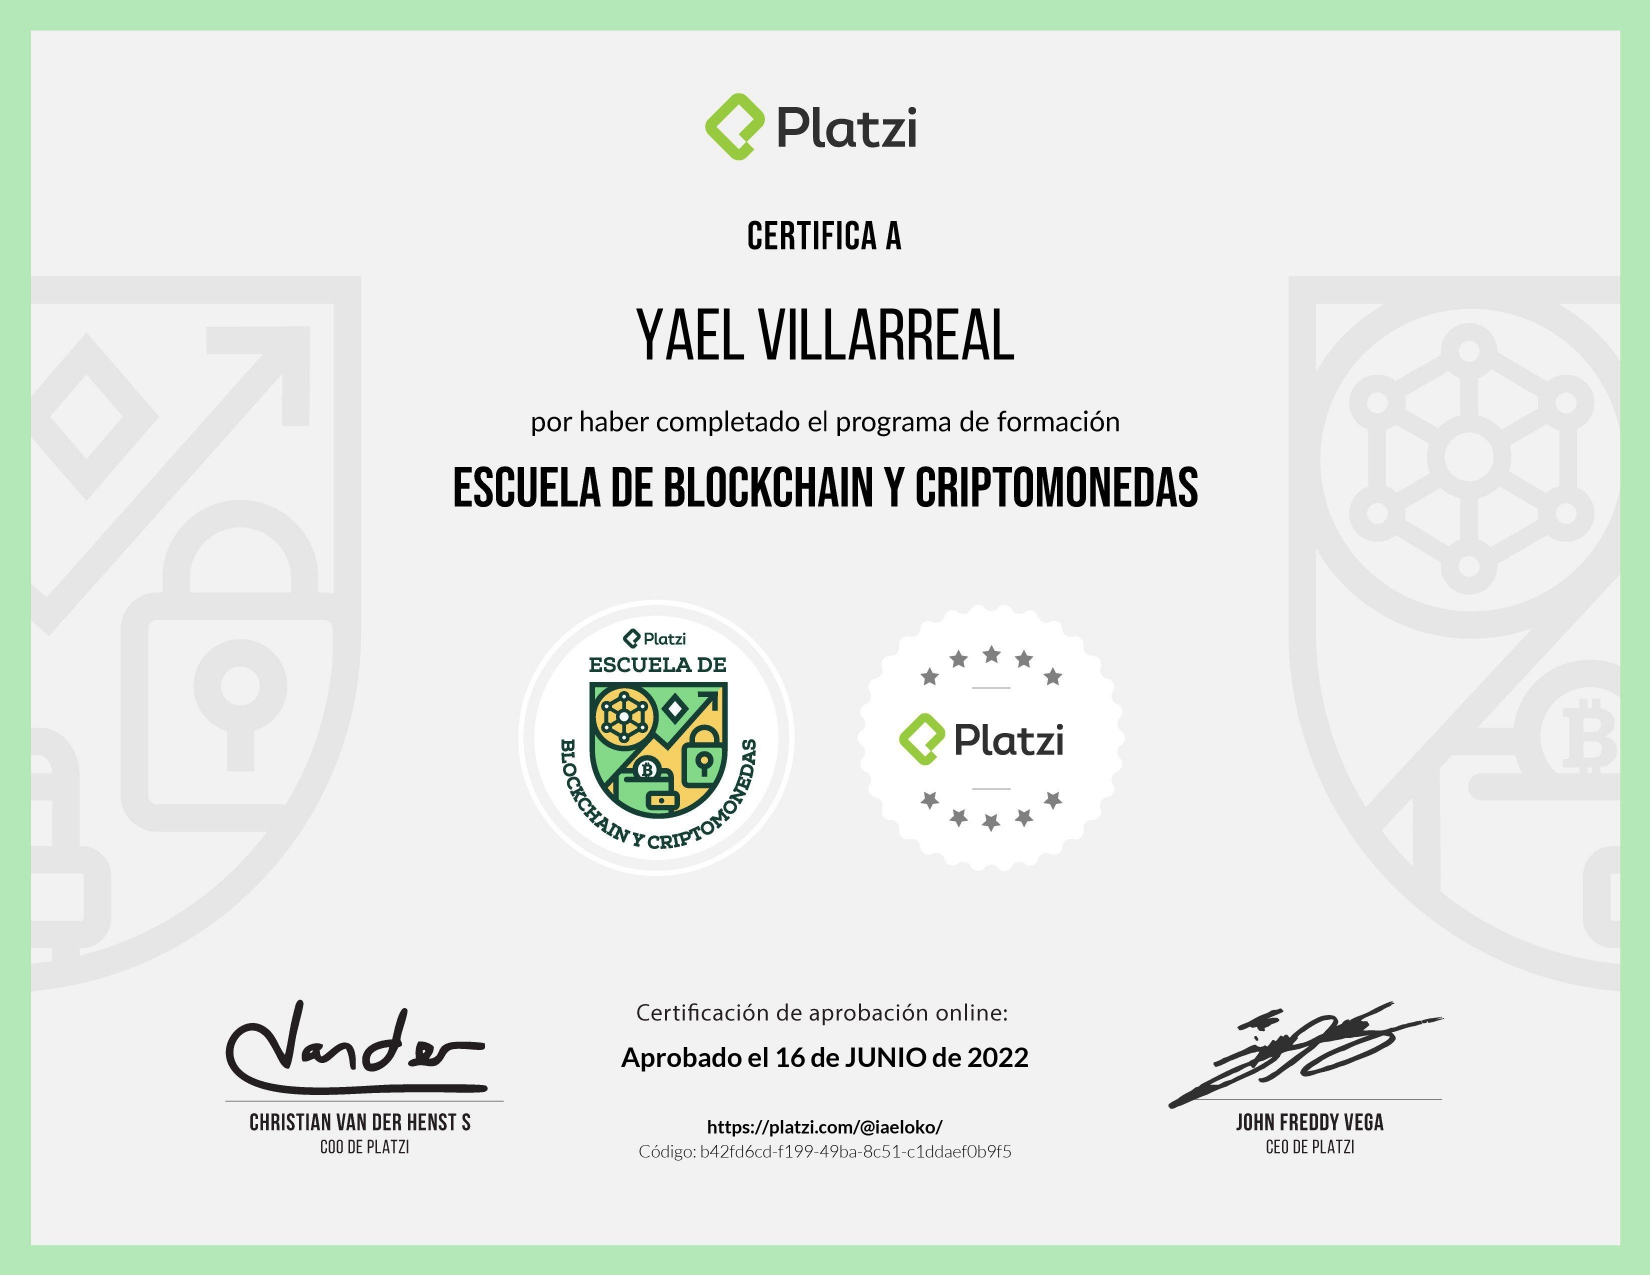 Platzi
CERTIFICA A
YAEL VILLARREAL
por haber completado el programa de formación
ESCUELA DE BLOCKCHAIN Y CRIPTOMONEDAS
Platzi
ESCUELA DE
BLOCKCHAIN Y CRIPTOMONEDAS
Platzi
Vander
CHRISTIAN VAN DER HENST S
COO DE PLATZI
Certificación de aprobación online:
Aprobado el 16 de JUNIO de 2022
https://platzi.com/@iaeloko/
Código: b42fd6cd-f199-49ba-8c51-c1ddaef0b9f5
JOHN FREDDY VEGA
CEO DE PLATZI